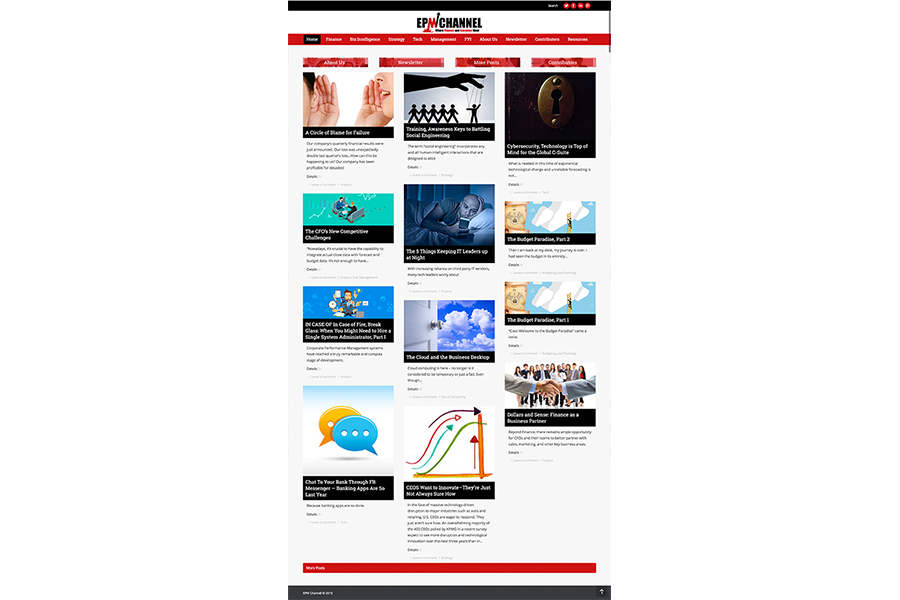 Search
EPM CHANNEL
Where Finance and Execution Meet
Home Finance Biz Intelligence Strategy Tech Management FYI About Us Newsletter Contributors Resources
About Us Newsletter More Posts Contributors
A Circle of Blame for Failure
Our company's quarterly financial results were
just announced. Our loss was unexpectedly
double last quarter's loss...How can this be
happening to us? Our company has been
profitable for decades!
Details
Leave a comment / Finance
The CFO's New Competitive
Challenges
"Nowadays, it's crucial to have the capability to
integrate actual close data with forecast and
budget data. It's not enough to have...
Details
Leave a comment / Finance, Risk Management
IN CASE OF In Case of Fire, Break
Glass: When You Might Need to Hire a
Single System Administrator, Part I
Corporate Performance Management systems
have reached a truly remarkable and complex
stage of development.
Details
Leave a comment / Finance
Chat To Your Bank Through FB
Messenger — Banking Apps Are So
Last Year
Because banking apps are so done.
Details
Leave a comment / Tech
Training, Awareness Keys to Battling
Social Engineering
The term "social engineering" incorporates any
and all human intelligent interactions that are
designed to elicit
Details
Leave a comment / Strategy
The 5 Things Keeping IT Leaders up
at Night
With increasing reliance on third party IT vendors,
many tech leaders worry about
Details
Leave a comment / Finance
The Cloud and the Business Desktop
Cloud computing is here – no longer is it
considered to be temporary or just a fad. Even
though...
Details
Leave a comment / Cloud Computing
CEOS Want to Innovate—They're Just
Not Always Sure How
In the face of massive technology-driven
disruption to major industries such as auto and
retailing, U.S. CEOs are eager to respond. They
just aren't sure how. An overwhelming majority of
the 400 CEOs polled by KPMG in a recent survey
expect to see more disruption and technological
innovation over the next three years than in...
Details
Leave a comment / Strategy
Cybersecurity, Technology is Top of
Mind for the Global C-Suite
What is needed in this time of exponential
technological change and unreliable forecasting is
not...
Details
Leave a comment / Tech
The Budget Paradise, Part 2
Then I am back at my desk, my journey is over. I
had seen the budget in its entirety...
Details
Leave a comment / Budgeting and Planning
The Budget Paradise, Part 1
"Ciao! Welcome to the Budget Paradise" came a
voice.
Details
Leave a comment / Budgeting and Planning
Dollars and Sense: Finance as a
Business Partner
Beyond Finance, there remains ample opportunity
for CFOs and their teams to better partner with
sales, marketing, and other key business areas.
Details
Leave a comment / Finance
More Posts
EPM Channel © 2016